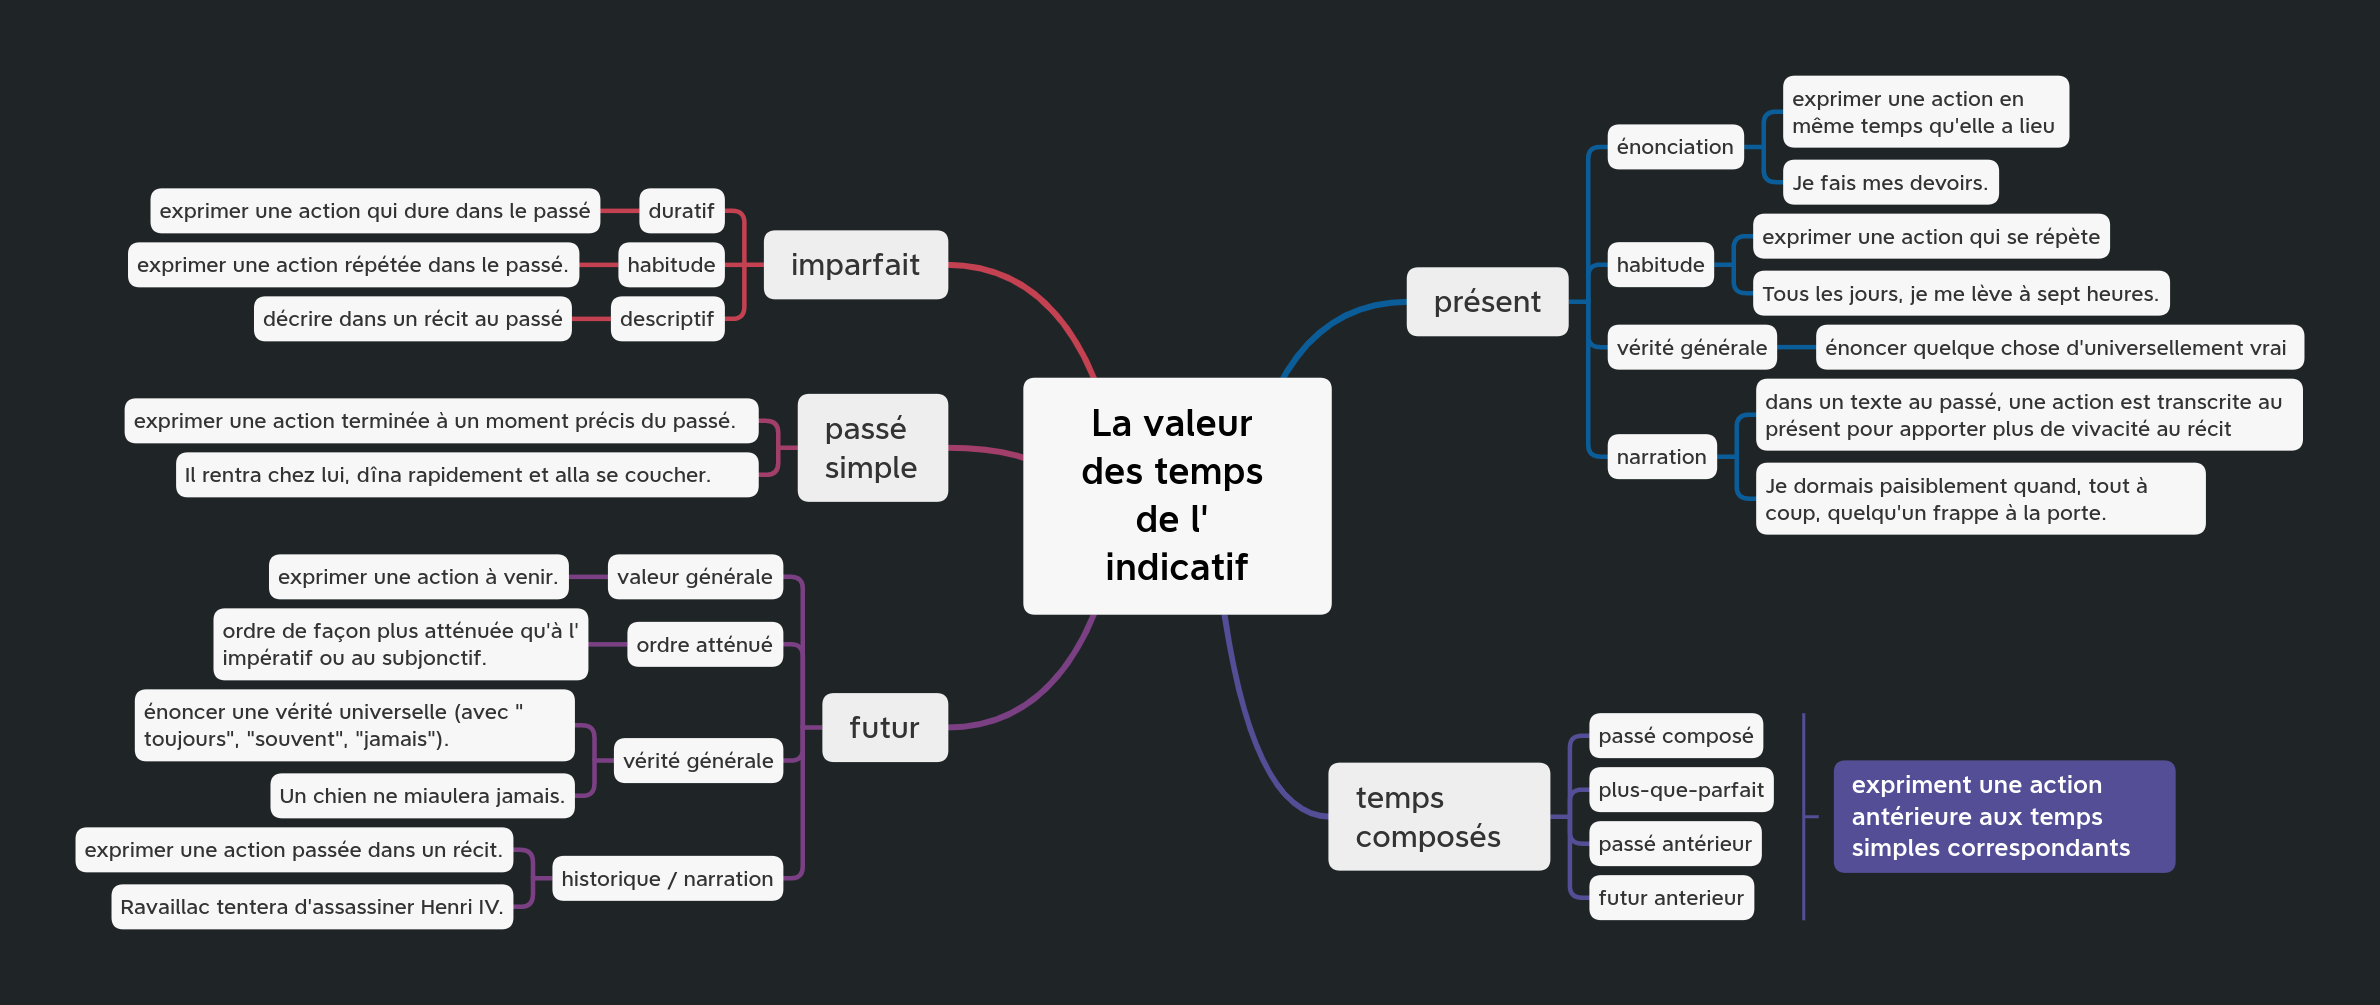 La valeur
des temps
de l'
indicatif
présent
énonciation
exprimer une action en
même temps qu'elle a lieu
Je fais mes devoirs.
habitude
exprimer une action qui se répète
Tous les jours, je me lève à sept heures.
vérité générale
énoncer quelque chose d'universellement vrai
narration
dans un texte au passé, une action est transcrite au
présent pour apporter plus de vivacité au récit
Je dormais paisiblement quand, tout à
coup, quelqu'un frappe à la porte.
temps
composés
passé composé
plus-que-parfait
passé antérieur
futur anterieur
expriment une action
antérieure aux temps
simples correspondants
imparfait
duratif
exprimer une action qui dure dans le passé
habitude
exprimer une action répétée dans le passé.
descriptif
décrire dans un récit au passé
passé
simple
exprimer une action terminée à un moment précis du passé.
Il rentra chez lui, dîna rapidement et alla se coucher.
futur
valeur générale
exprimer une action à venir.
ordre atténué
ordre de façon plus atténuée qu'à l'
impératif ou au subjonctif.
vérité générale
énoncer une vérité universelle (avec "
toujours", "souvent", "jamais").
Un chien ne miaulera jamais.
historique / narration
exprimer une action passée dans un récit.
Ravaillac tentera d'assassiner Henri IV.